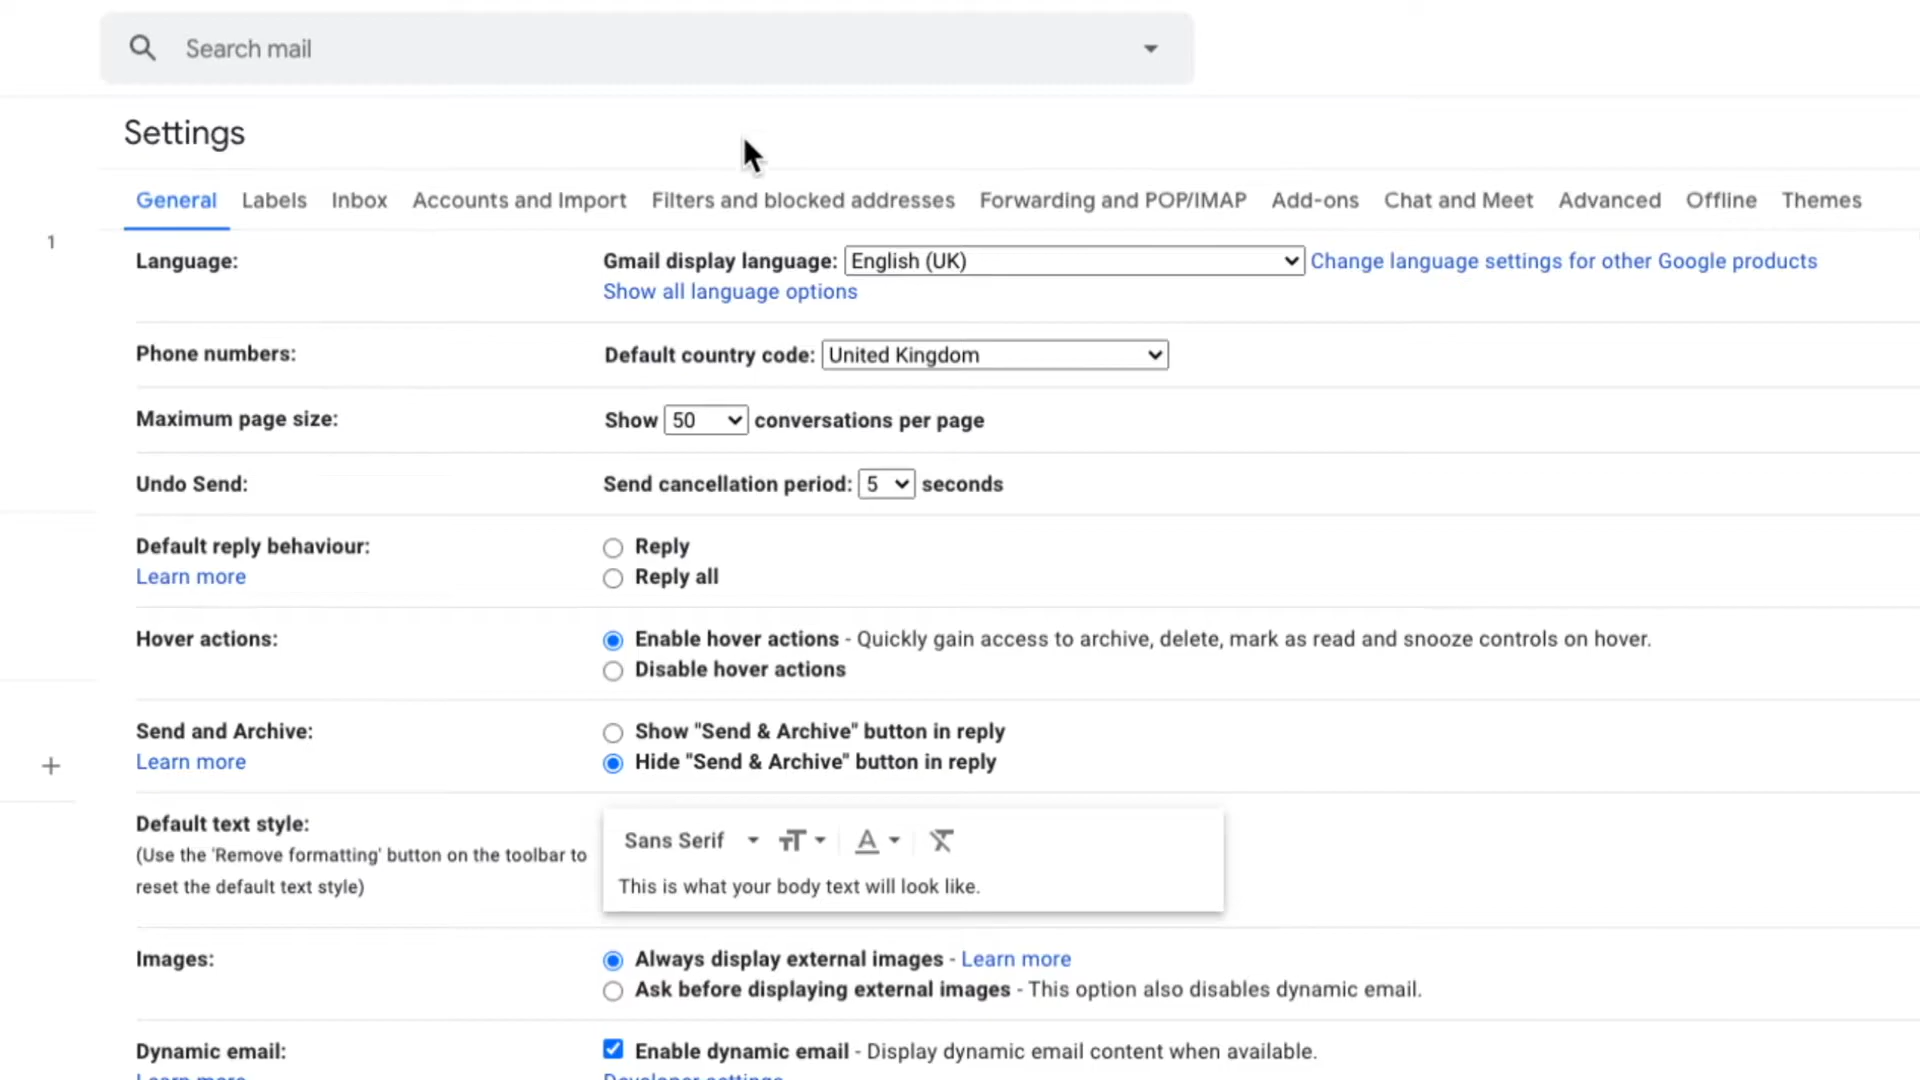 Search mail
Settings
General Labels Inbox Accounts and Import Filters and blocked addresses Forwarding and POP/IMAP Add-ons Chat and Meet Advanced Offline Themes
1
Language: Gmail display language: English (UK) Change language settings for other Google products
Show all language options
Phone numbers: Default country code: United Kingdom
Maximum page size: Show 50 conversations per page
Undo Send: Send cancellation period: 5 seconds
Default reply behaviour: Reply
Learn more Reply all
Hover actions: Enable hover actions - Quickly gain access to archive, delete, mark as read and snooze controls on hover.
Disable hover actions
Send and Archive: Show "Send & Archive" button in reply
Learn more Hide "Send & Archive" button in reply
Default text style:
(Use the 'Remove formatting' button on the toolbar to
reset the default text style)
Sans Serif
This is what your body text will look like.
Images: Always display external images - Learn more
Ask before displaying external images - This option also disables dynamic email.
Dynamic email: Enable dynamic email - Display dynamic email content when available.
Learn more Developer settings